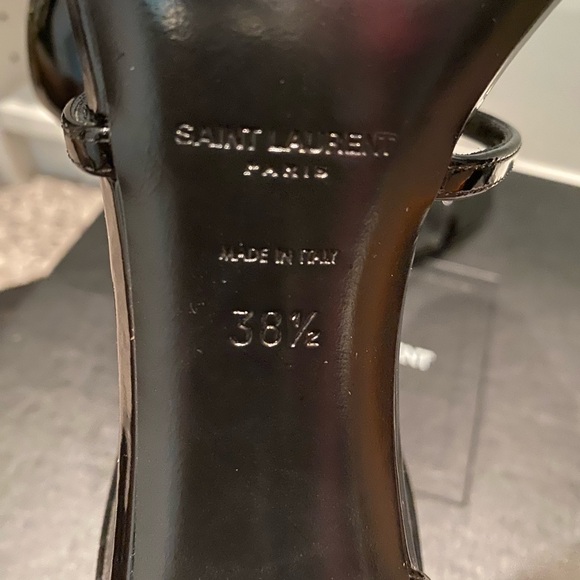 SAINT LAURENT
PARIS
MADE IN ITALY
38½